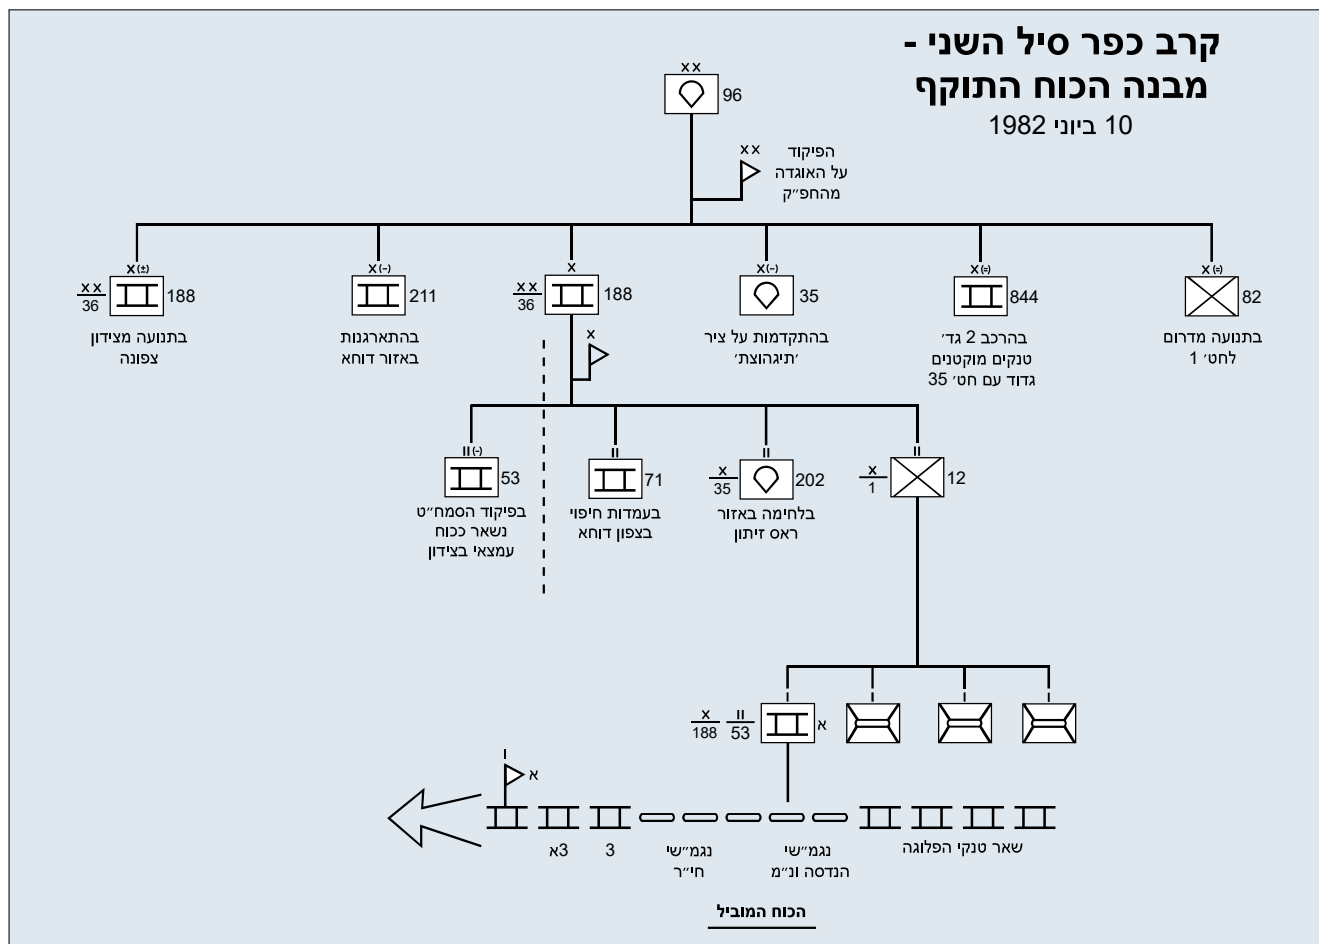 קרב כפר סיל השני -
מבנה הכוח התוקף
10 ביוני 1982
XX
96
XX
הפיקוד
על האוגדה
מהחפ״ק
X(±)
XX
36
188
בתנועה מצידון
צפונה
X(-)
211
בהתארגנות
באזור דוחא
X
XX
36
188
X(-)
35
בהתקדמות על ציר
'תיגהוצת'
X(=)
844
בהרכב 2 גד'
טנקים מוקטנים
גדוד עם חט' 35
X(=)
82
בתנועה מדרום
לחט' 1
X
II(-)
53
בפיקוד הסמח״ט
נשאר ככוח
עמצאי בצידון
II
71
בעמדות חיפוי
בצפון דוחא
II
X
35
202
בלחימה באזור
ראס זיתון
II
X
1
12
X
188
II
53
א
א
3א
3
נגמ״שי
חי״ר
נגמ״שי
הנדסה ונ״מ
שאר טנקי הפלוגה
הכוח המוביל